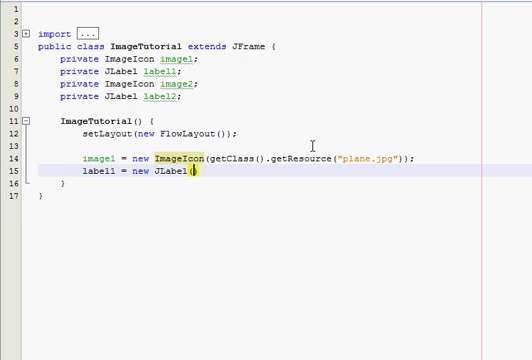 1
2
3 import ...
5 public class ImageTutorial extends JFrame {
6 private ImageIcon image1;
7 private JLabel label1;
8 private ImageIcon image2;
9 private JLabel label2;
10
11 ImageTutorial() {
12 setLayout(new FlowLayout());
13
14 image1 = new ImageIcon(getClass().getResource("plane.jpg"));
15 label1 = new JLabel()
16 }
17 }